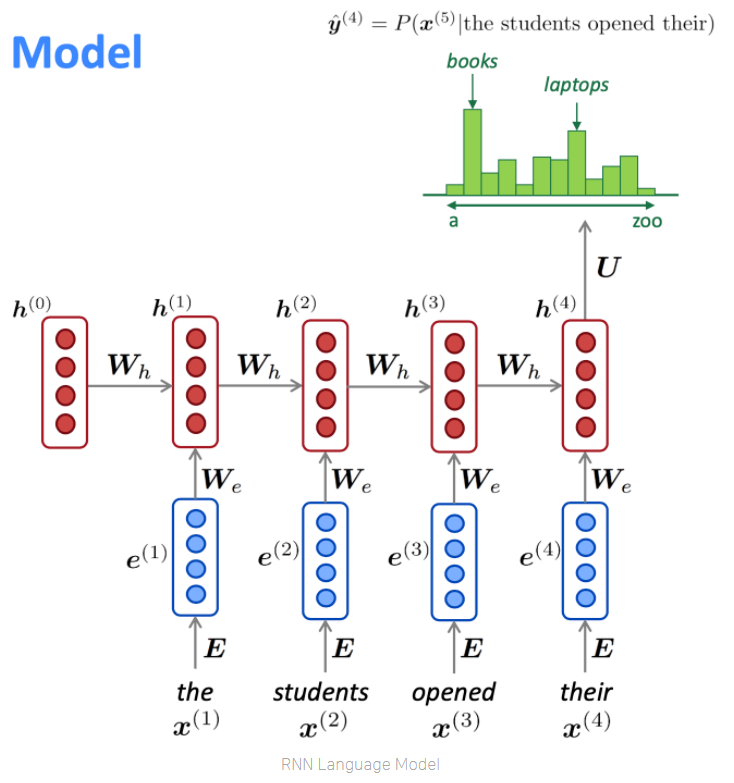 ŷ⁽⁴⁾ = P(x⁽⁵⁾|the students opened their)
Model
books
laptops
a zoo
U
h⁽⁰⁾ h⁽¹⁾ h⁽²⁾ h⁽³⁾ h⁽⁴⁾
Wₕ Wₕ Wₕ Wₕ
Wₑ Wₑ Wₑ Wₑ
e⁽¹⁾ e⁽²⁾ e⁽³⁾ e⁽⁴⁾
E E E E
the students opened their
x⁽¹⁾ x⁽²⁾ x⁽³⁾ x⁽⁴⁾
RNN Language Model